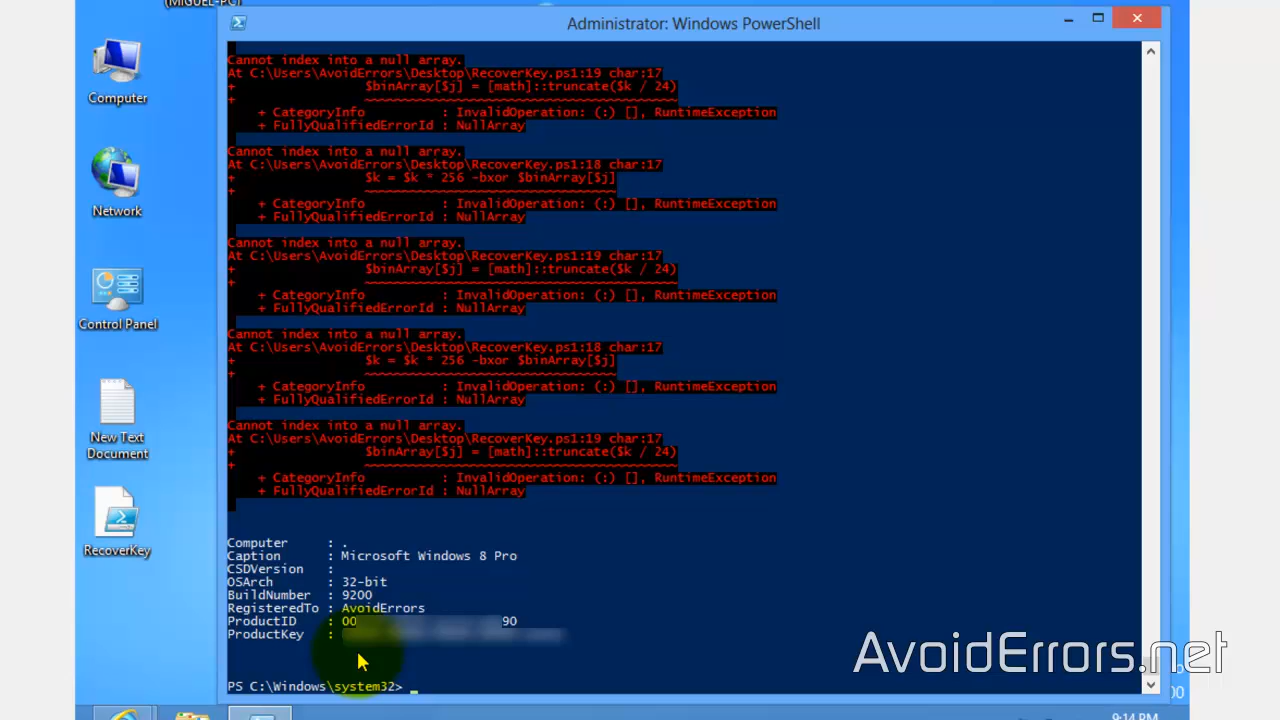 (MIGUEL-PC)
Administrator: Windows PowerShell
Computer
Network
Control Panel
New Text
Document
RecoverKey
Cannot index into a null array.
At C:\Users\AvoidErrors\Desktop\RecoverKey.ps1:19 char:17
+                 $binArray[$j] = [math]::truncate($k / 24)
+                 ~~~~~~~~~~~~~~~~~~~~~~~~~~~~~~~~~~~~~~~~~
    + CategoryInfo          : InvalidOperation: (:) [], RuntimeException
    + FullyQualifiedErrorId : NullArray
Cannot index into a null array.
At C:\Users\AvoidErrors\Desktop\RecoverKey.ps1:18 char:17
+                 $k = $k * 256 -bxor $binArray[$j]
+                 ~~~~~~~~~~~~~~~~~~~~~~~~~~~~~~~~~
    + CategoryInfo          : InvalidOperation: (:) [], RuntimeException
    + FullyQualifiedErrorId : NullArray
Cannot index into a null array.
At C:\Users\AvoidErrors\Desktop\RecoverKey.ps1:19 char:17
+                 $binArray[$j] = [math]::truncate($k / 24)
+                 ~~~~~~~~~~~~~~~~~~~~~~~~~~~~~~~~~~~~~~~~~
    + CategoryInfo          : InvalidOperation: (:) [], RuntimeException
    + FullyQualifiedErrorId : NullArray
Cannot index into a null array.
At C:\Users\AvoidErrors\Desktop\RecoverKey.ps1:18 char:17
+                 $k = $k * 256 -bxor $binArray[$j]
+                 ~~~~~~~~~~~~~~~~~~~~~~~~~~~~~~~~~
    + CategoryInfo          : InvalidOperation: (:) [], RuntimeException
    + FullyQualifiedErrorId : NullArray
Cannot index into a null array.
At C:\Users\AvoidErrors\Desktop\RecoverKey.ps1:19 char:17
+                 $binArray[$j] = [math]::truncate($k / 24)
+                 ~~~~~~~~~~~~~~~~~~~~~~~~~~~~~~~~~~~~~~~~~
    + CategoryInfo          : InvalidOperation: (:) [], RuntimeException
    + FullyQualifiedErrorId : NullArray
Computer     : .
Caption      : Microsoft Windows 8 Pro
CSDVersion   :
OSArch       : 32-bit
BuildNumber  : 9200
RegisteredTo : AvoidErrors
ProductID    : 00 90
ProductKey   :
PS C:\Windows\system32>
AvoidErrors.net
9:14 PM